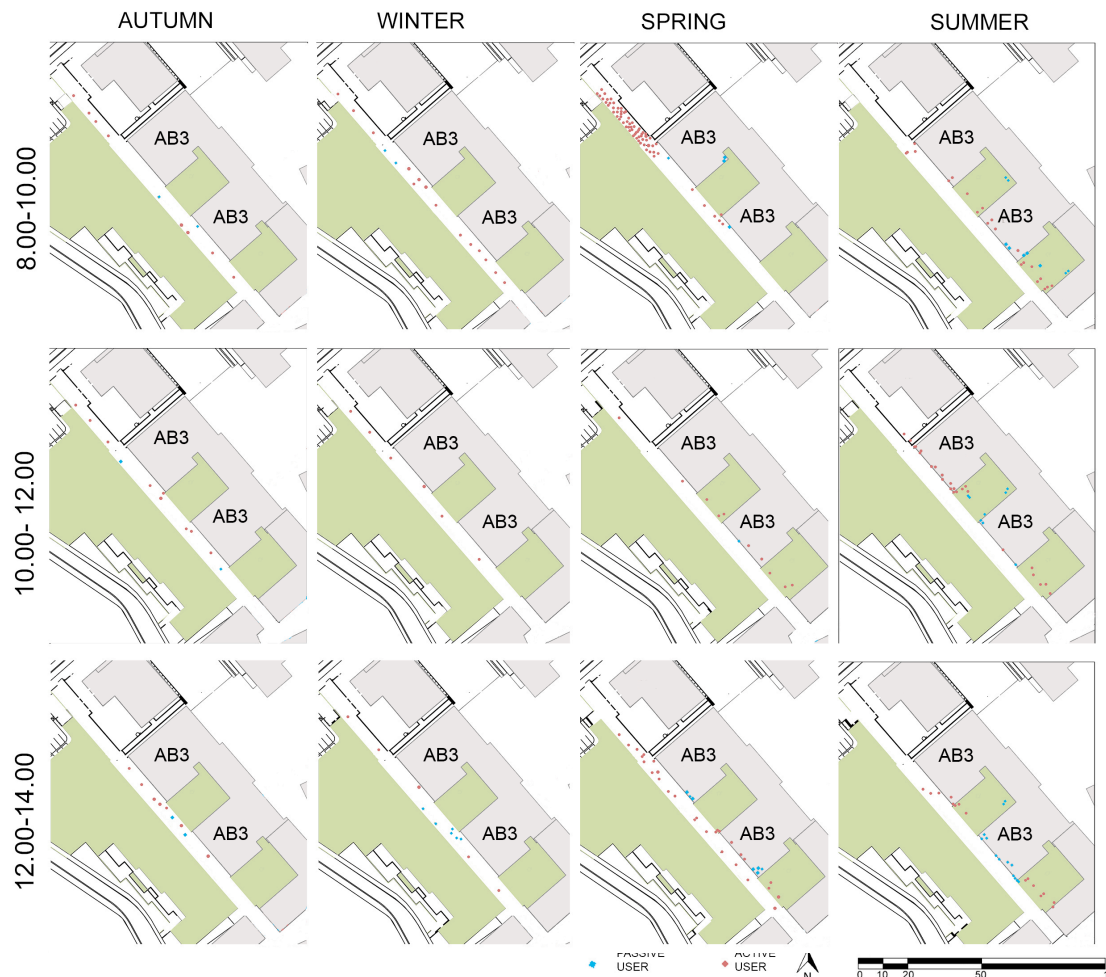 AUTUMN WINTER SPRING SUMMER
8.00-10.00
AB3 AB3 AB3 AB3
AB3 AB3 AB3 AB3
10.00- 12.00
AB3 AB3 AB3 AB3
AB3 AB3 AB3 AB3
12.00-14.00
AB3 AB3 AB3 AB3
AB3 AB3 AB3 AB3
PASSIVE ACTIVE
USER USER N
0 10 20 50